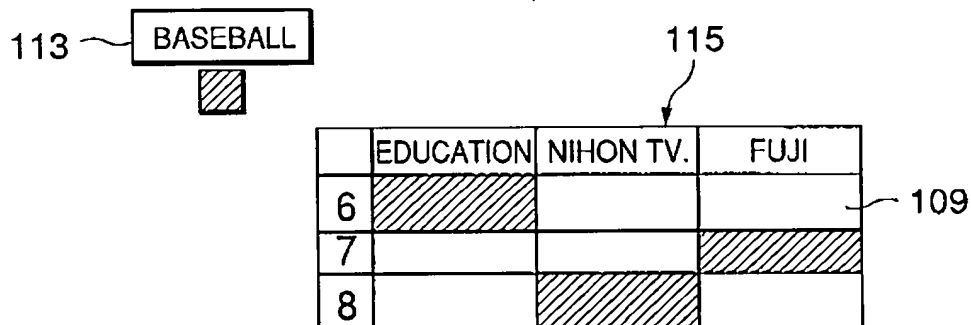 113 BASEBALL
115
EDUCATION NIHON TV. FUJI
6 109
7
8